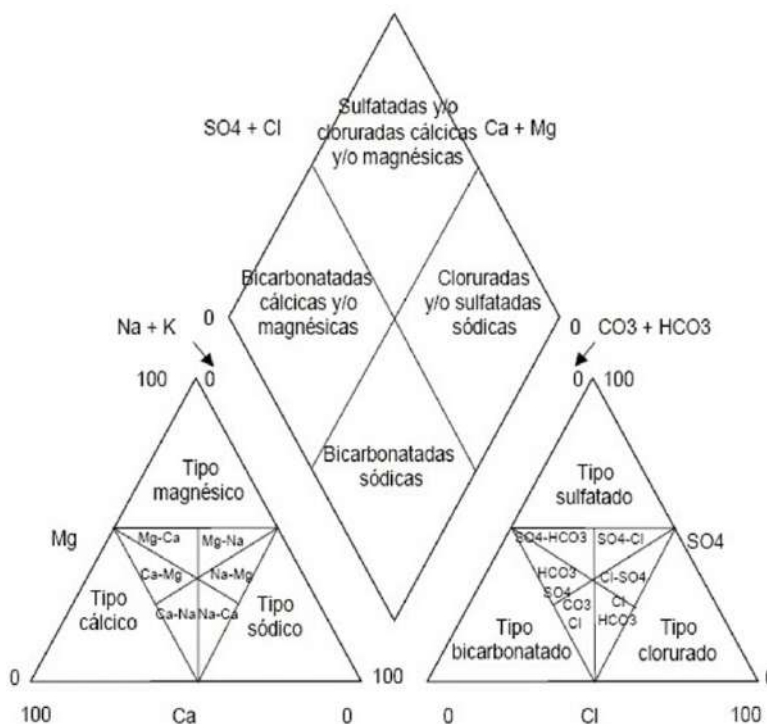 Sulfatadas y/o
cloruradas cálcicas
y/o magnésicas
SO4 + Cl
Ca + Mg
Bicarbonatadas
cálcicas y/o
magnésicas
Cloruradas
y/o sulfatadas
sódicas
0
0
Na + K
CO3 + HCO3
100
0
0
100
Bicarbonatadas
sódicas
Tipo
magnésico
Tipo
sulfatado
Mg
SO4
Mg-Ca
Mg-Na
Ca-Mg
Na-Mg
Ca-Na
Na-Ca
Tipo
cálcico
Tipo
sódico
SO4-HCO3
SO4-Cl
HCO3
SO4
Cl-SO4
CO3
Cl
Cl
HCO3
Tipo
bicarbonatado
Tipo
clorurado
0
100
0
100
Ca
0
0
Cl
100